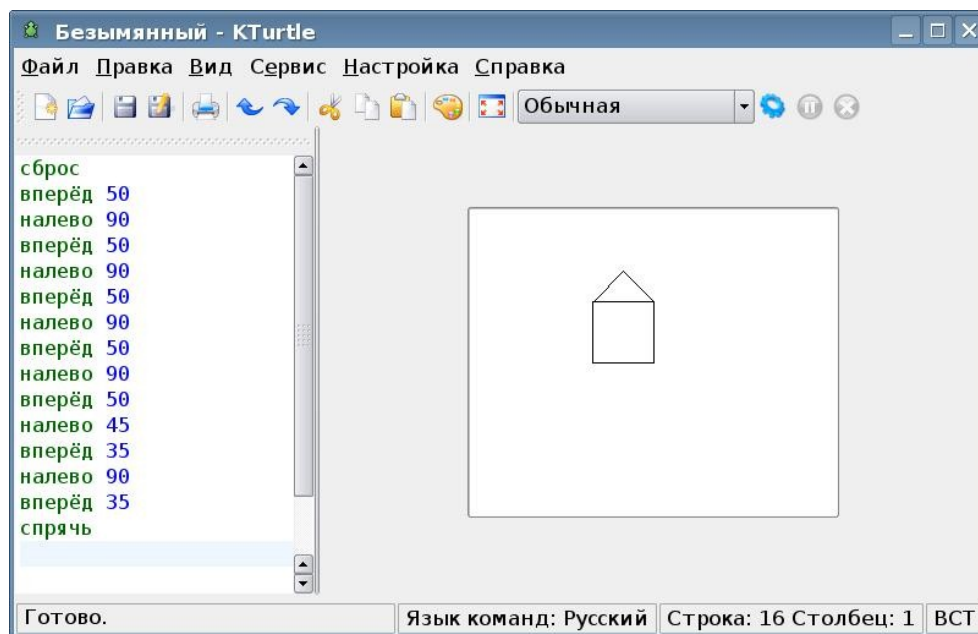 Безымянный - KTurtle
Файл Правка Вид Сервис Настройка Справка
Обычная
сброс
вперёд 50
налево 90
вперёд 50
налево 90
вперёд 50
налево 90
вперёд 50
налево 90
вперёд 50
налево 45
вперёд 35
налево 90
вперёд 35
спрячь
Готово.
Язык команд: Русский
Строка: 16 Столбец: 1
ВСТ